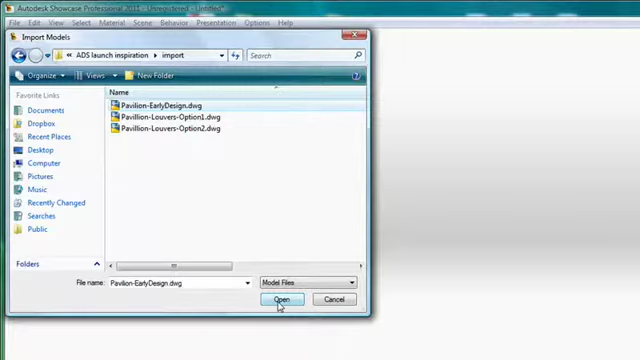 Autodesk Showcase Professional 2011 - Unregistered - Untitled*
File Edit View Select Material Scene Behavior Presentation Options Help
Import Models
« ADS launch inspiration import Search
Organize Views New Folder
Favorite Links
Documents
Dropbox
Recent Places
Desktop
Computer
Pictures
Music
Recently Changed
Searches
Public
Folders
Name
Pavilion-EarlyDesign.dwg
Pavillion-Louvers-Option1.dwg
Pavillion-Louvers-Option2.dwg
File name: Pavilion-EarlyDesign.dwg Model Files
Open Cancel